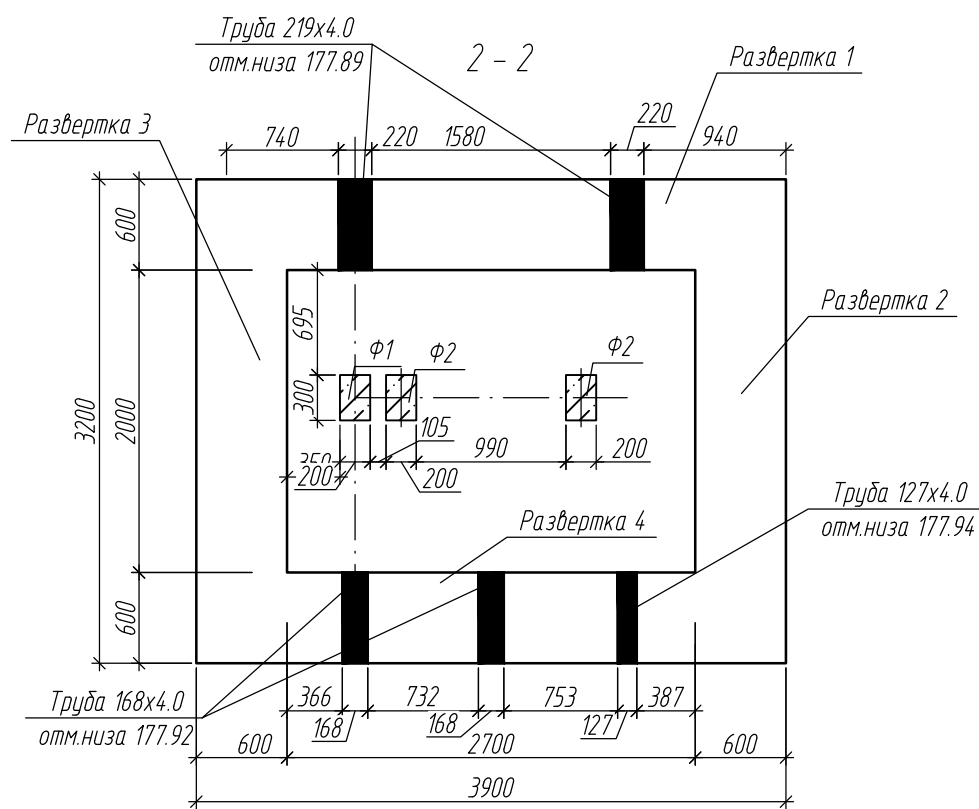 Труба 219х4.0
отм.низа 177.89
2 - 2
Развертка 1
Развертка 3
740
220
1580
220
940
600
695
Развертка 2
Ф1
Ф2
Ф2
300
2000
3200
105
350
990
200
200
200
Труба 127х4.0
отм.низа 177.94
Развертка 4
600
Труба 168х4.0
отм.низа 177.92
366
732
753
387
168
168
127
600
2700
600
3900